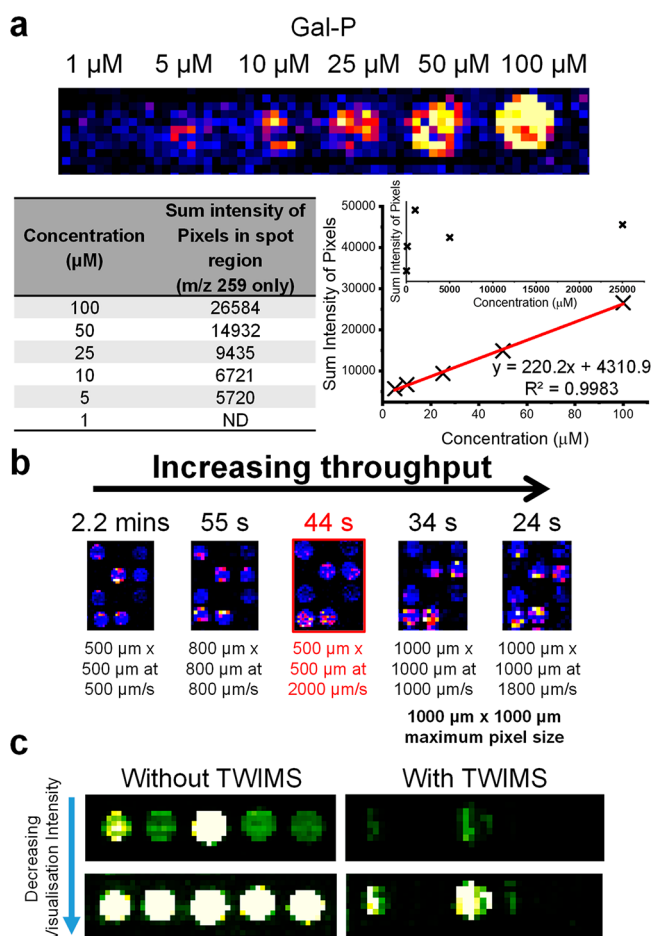 a
Gal-P
1 µM 5 µM 10 µM 25 µM 50 µM 100 µM
Concentration (µM) Sum intensity of Pixels in spot region (m/z 259 only)
100 26584
50 14932
25 9435
10 6721
5 5720
1 ND
Sum Intensity of Pixels
50000
40000
30000
20000
10000
0 20 40 60 80 100
Concentration (µM)
y = 220.2x + 4310.9
R² = 0.9983
Sum Intensity of Pixels
0 5000 10000 15000 20000 25000
Concentration (µM)
b
Increasing throughput
2.2 mins 55 s 44 s 34 s 24 s
500 µm x 800 µm x 500 µm x 1000 µm x 1000 µm x
500 µm at 800 µm at 500 µm at 1000 µm at 1000 µm at
500 µm/s 800 µm/s 2000 µm/s 1000 µm/s 1800 µm/s
1000 µm x 1000 µm
maximum pixel size
c
Without TWIMS With TWIMS
Decreasing
Visualisation Intensity